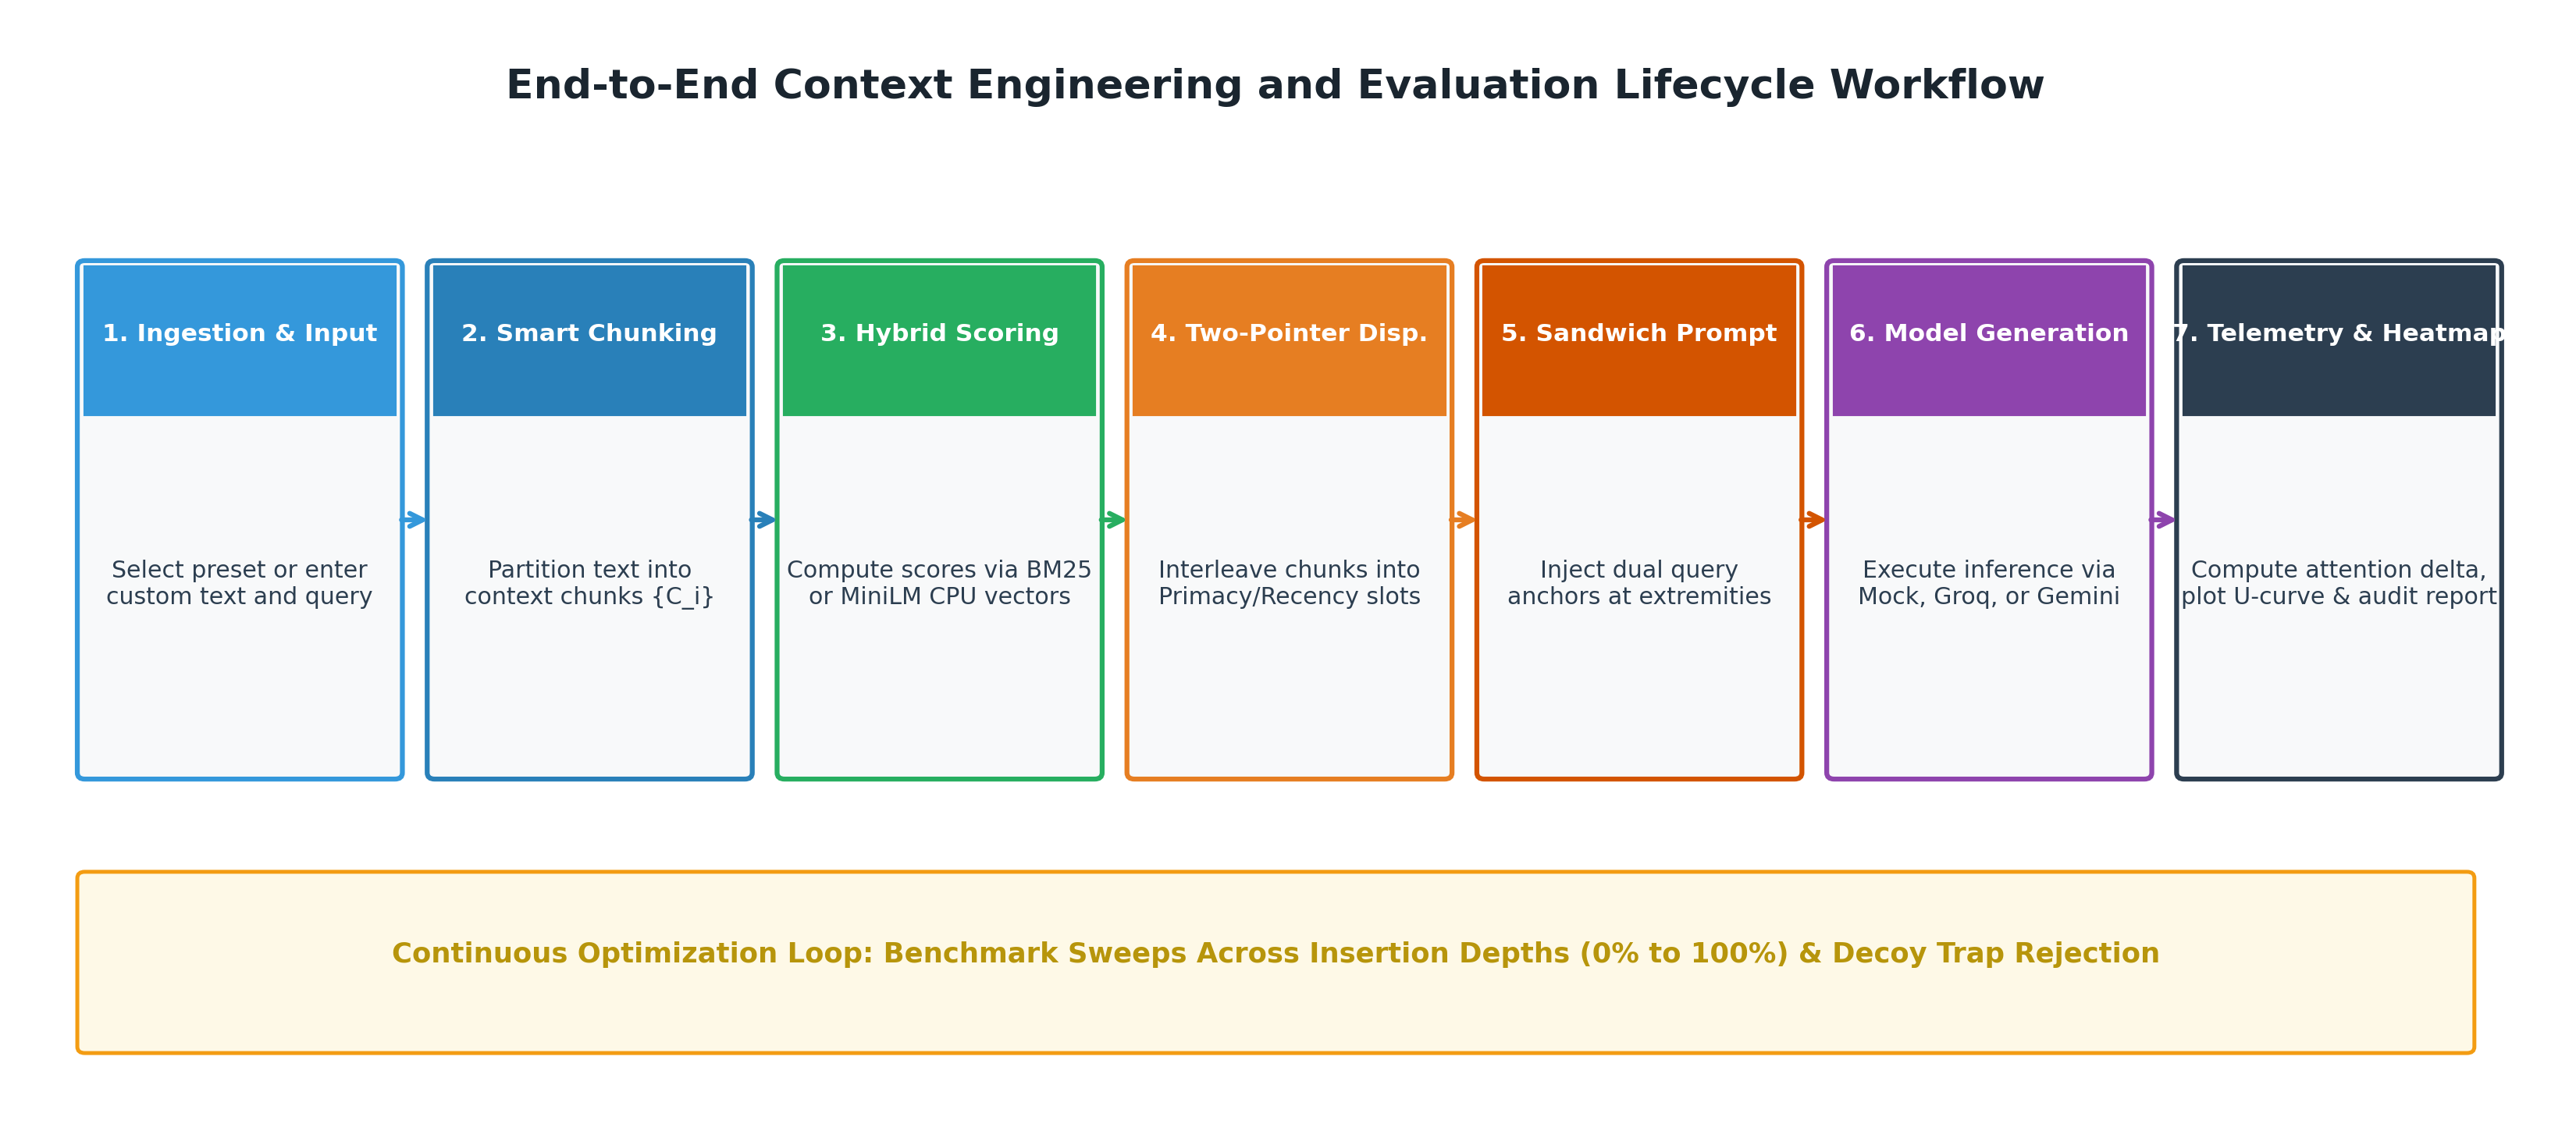 End-to-End Context Engineering and Evaluation Lifecycle Workflow
1. Ingestion & Input
Select preset or enter
custom text and query
2. Smart Chunking
Partition text into
context chunks {C_i}
3. Hybrid Scoring
Compute scores via BM25
or MiniLM CPU vectors
4. Two-Pointer Disp.
Interleave chunks into
Primacy/Recency slots
5. Sandwich Prompt
Inject dual query
anchors at extremities
6. Model Generation
Execute inference via
Mock, Groq, or Gemini
7. Telemetry & Heatmap
Compute attention delta,
plot U-curve & audit report
Continuous Optimization Loop: Benchmark Sweeps Across Insertion Depths (0% to 100%) & Decoy Trap Rejection